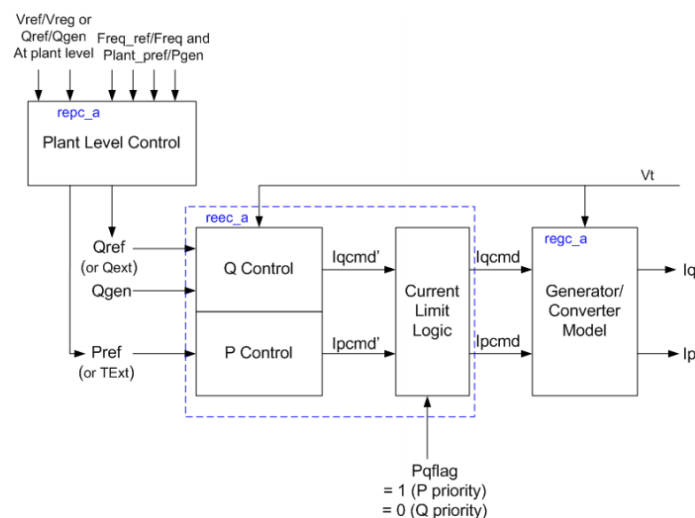 Vref/Vreg or
Qref/Qgen
At plant level
Freq_ref/Freq and
Plant_pref/Pgen
repc_a
Plant Level Control
Vt
reec_a
regc_a
Qref
(or Qext)
Qgen
Q Control
Iqcmd’
Iqcmd
Iq
Current
Limit
Logic
Generator/
Converter
Model
Pref
(or TExt)
P Control
Ipcmd’
Ipcmd
Ip
Pqflag
= 1 (P priority)
= 0 (Q priority)